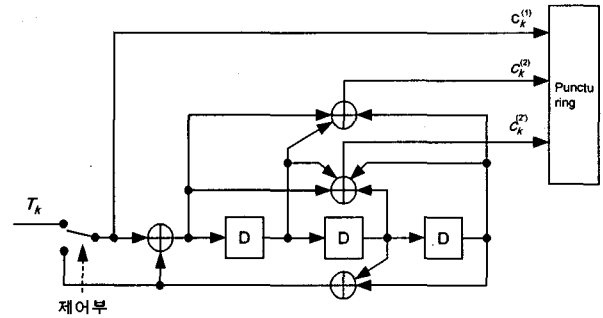 C_k^(1)
C_k^(2)
Punctu
ring
C_k^(2')
T_k
D
D
D
제어부